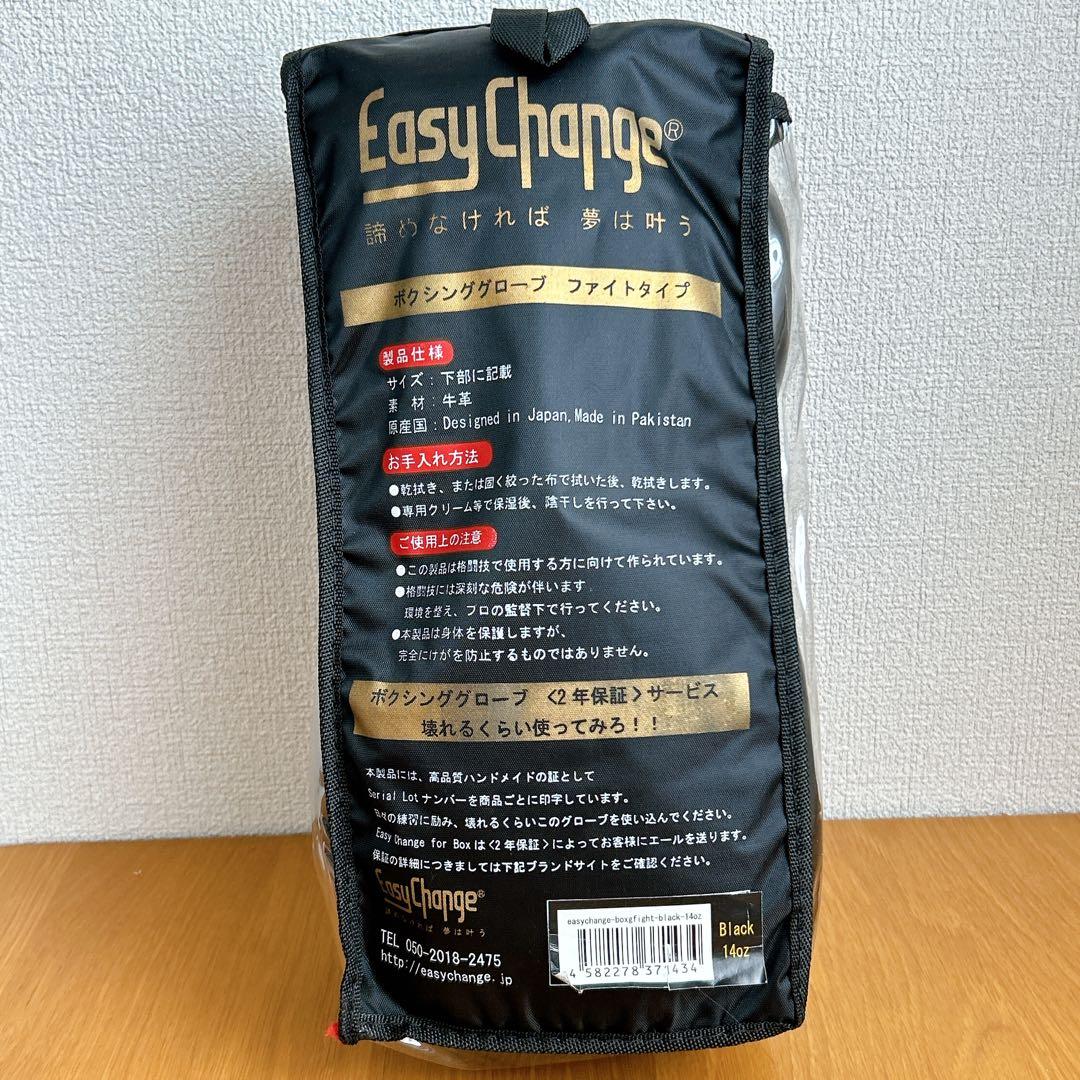 Easy Change®
諦めなければ 夢は叶う
ボクシンググローブ ファイトタイプ
製品仕様
サイズ：下部に記載
素 材：牛革
原産国：Designed in Japan,Made in Pakistan
お手入れ方法
●乾拭き、または固く絞った布で拭いた後、乾拭きします。
●専用クリーム等で保湿後、陰干しを行って下さい。
ご使用上の注意
●この製品は格闘技で使用する方に向けて作られています。
●格闘技には深刻な危険が伴います
環境を整え、プロの監督下で行ってください。
●本製品は身体を保護しますが、
完全にけがを防止するものではありません。
ボクシンググローブ 〈2年保証〉サービス
壊れるくらい使ってみろ！！
本製品には、高品質ハンドメイドの証として
Serial Lotナンバーを商品ごとに印字しています。
の練習に励み、壊れるくらいこのグローブを使い込んでください。
Easy Change for Boxは〈2年保証〉によってお客様にエールを送ります。
保証の詳細につきましては下記ブランドサイトをご確認ください。
Easy Change®
諦めなければ 夢は叶う
TEL 050-2018-2475
http://easychange.jp
easychange-boxgfight-black-14oz
4 582278 371434
Black
14oz